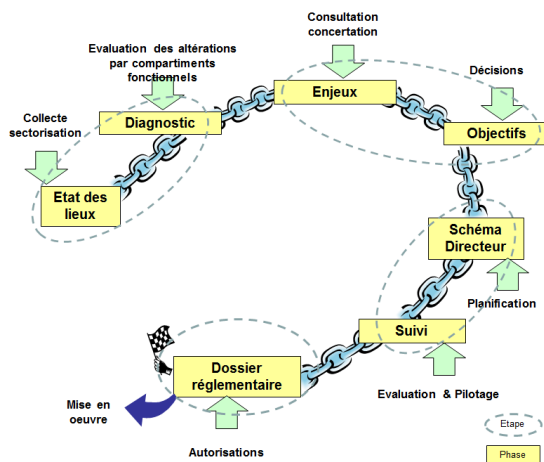 Consultation
concertation
Evaluation des altérations
par compartiments
fonctionnels
Enjeux
Décisions
Collecte
sectorisation
Diagnostic
Objectifs
Etat des
lieux
Schéma
Directeur
Planification
Suivi
Dossier
réglementaire
Evaluation & Pilotage
Mise en
oeuvre
Autorisations
Etape
Phase